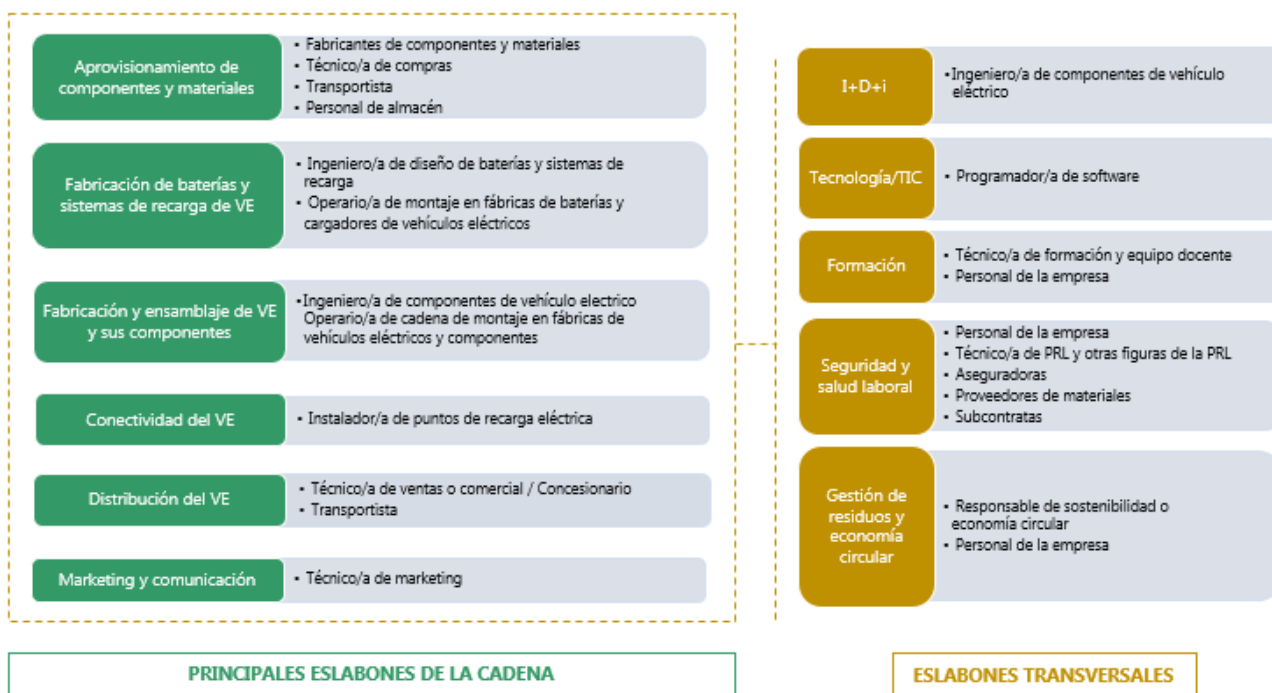 Aprovisionamiento de
componentes y materiales
▪ Fabricantes de componentes y materiales
▪ Técnico/a de compras
▪ Transportista
▪ Personal de almacén
Fabricación de baterías y
sistemas de recarga de VE
▪ Ingeniero/a de diseño de baterías y sistemas de
recarga
▪ Operario/a de montaje en fábricas de baterías y
cargadores de vehículos eléctricos
Fabricación y ensamblaje de VE
y sus componentes
▪Ingeniero/a de componentes de vehículo electrico
Operario/a de cadena de montaje en fábricas de
vehículos eléctricos y componentes
Conectividad del VE
▪ Instalador/a de puntos de recarga eléctrica
Distribución del VE
▪ Técnico/a de ventas o comercial / Concesionario
▪ Transportista
Marketing y comunicación
▪ Técnico/a de marketing
PRINCIPALES ESLABONES DE LA CADENA
I+D+i
▪Ingeniero/a de componentes de vehículo
eléctrico
Tecnología/TIC
▪ Programador/a de software
Formación
▪ Técnico/a de formación y equipo docente
▪ Personal de la empresa
Seguridad y
salud laboral
▪ Personal de la empresa
▪ Técnico/a de PRL y otras figuras de la PRL
▪ Aseguradoras
▪ Proveedores de materiales
▪ Subcontratas
Gestión de
residuos y
economía
circular
▪ Responsable de sostenibilidad o
economía circular
▪ Personal de la empresa
ESLABONES TRANSVERSALES